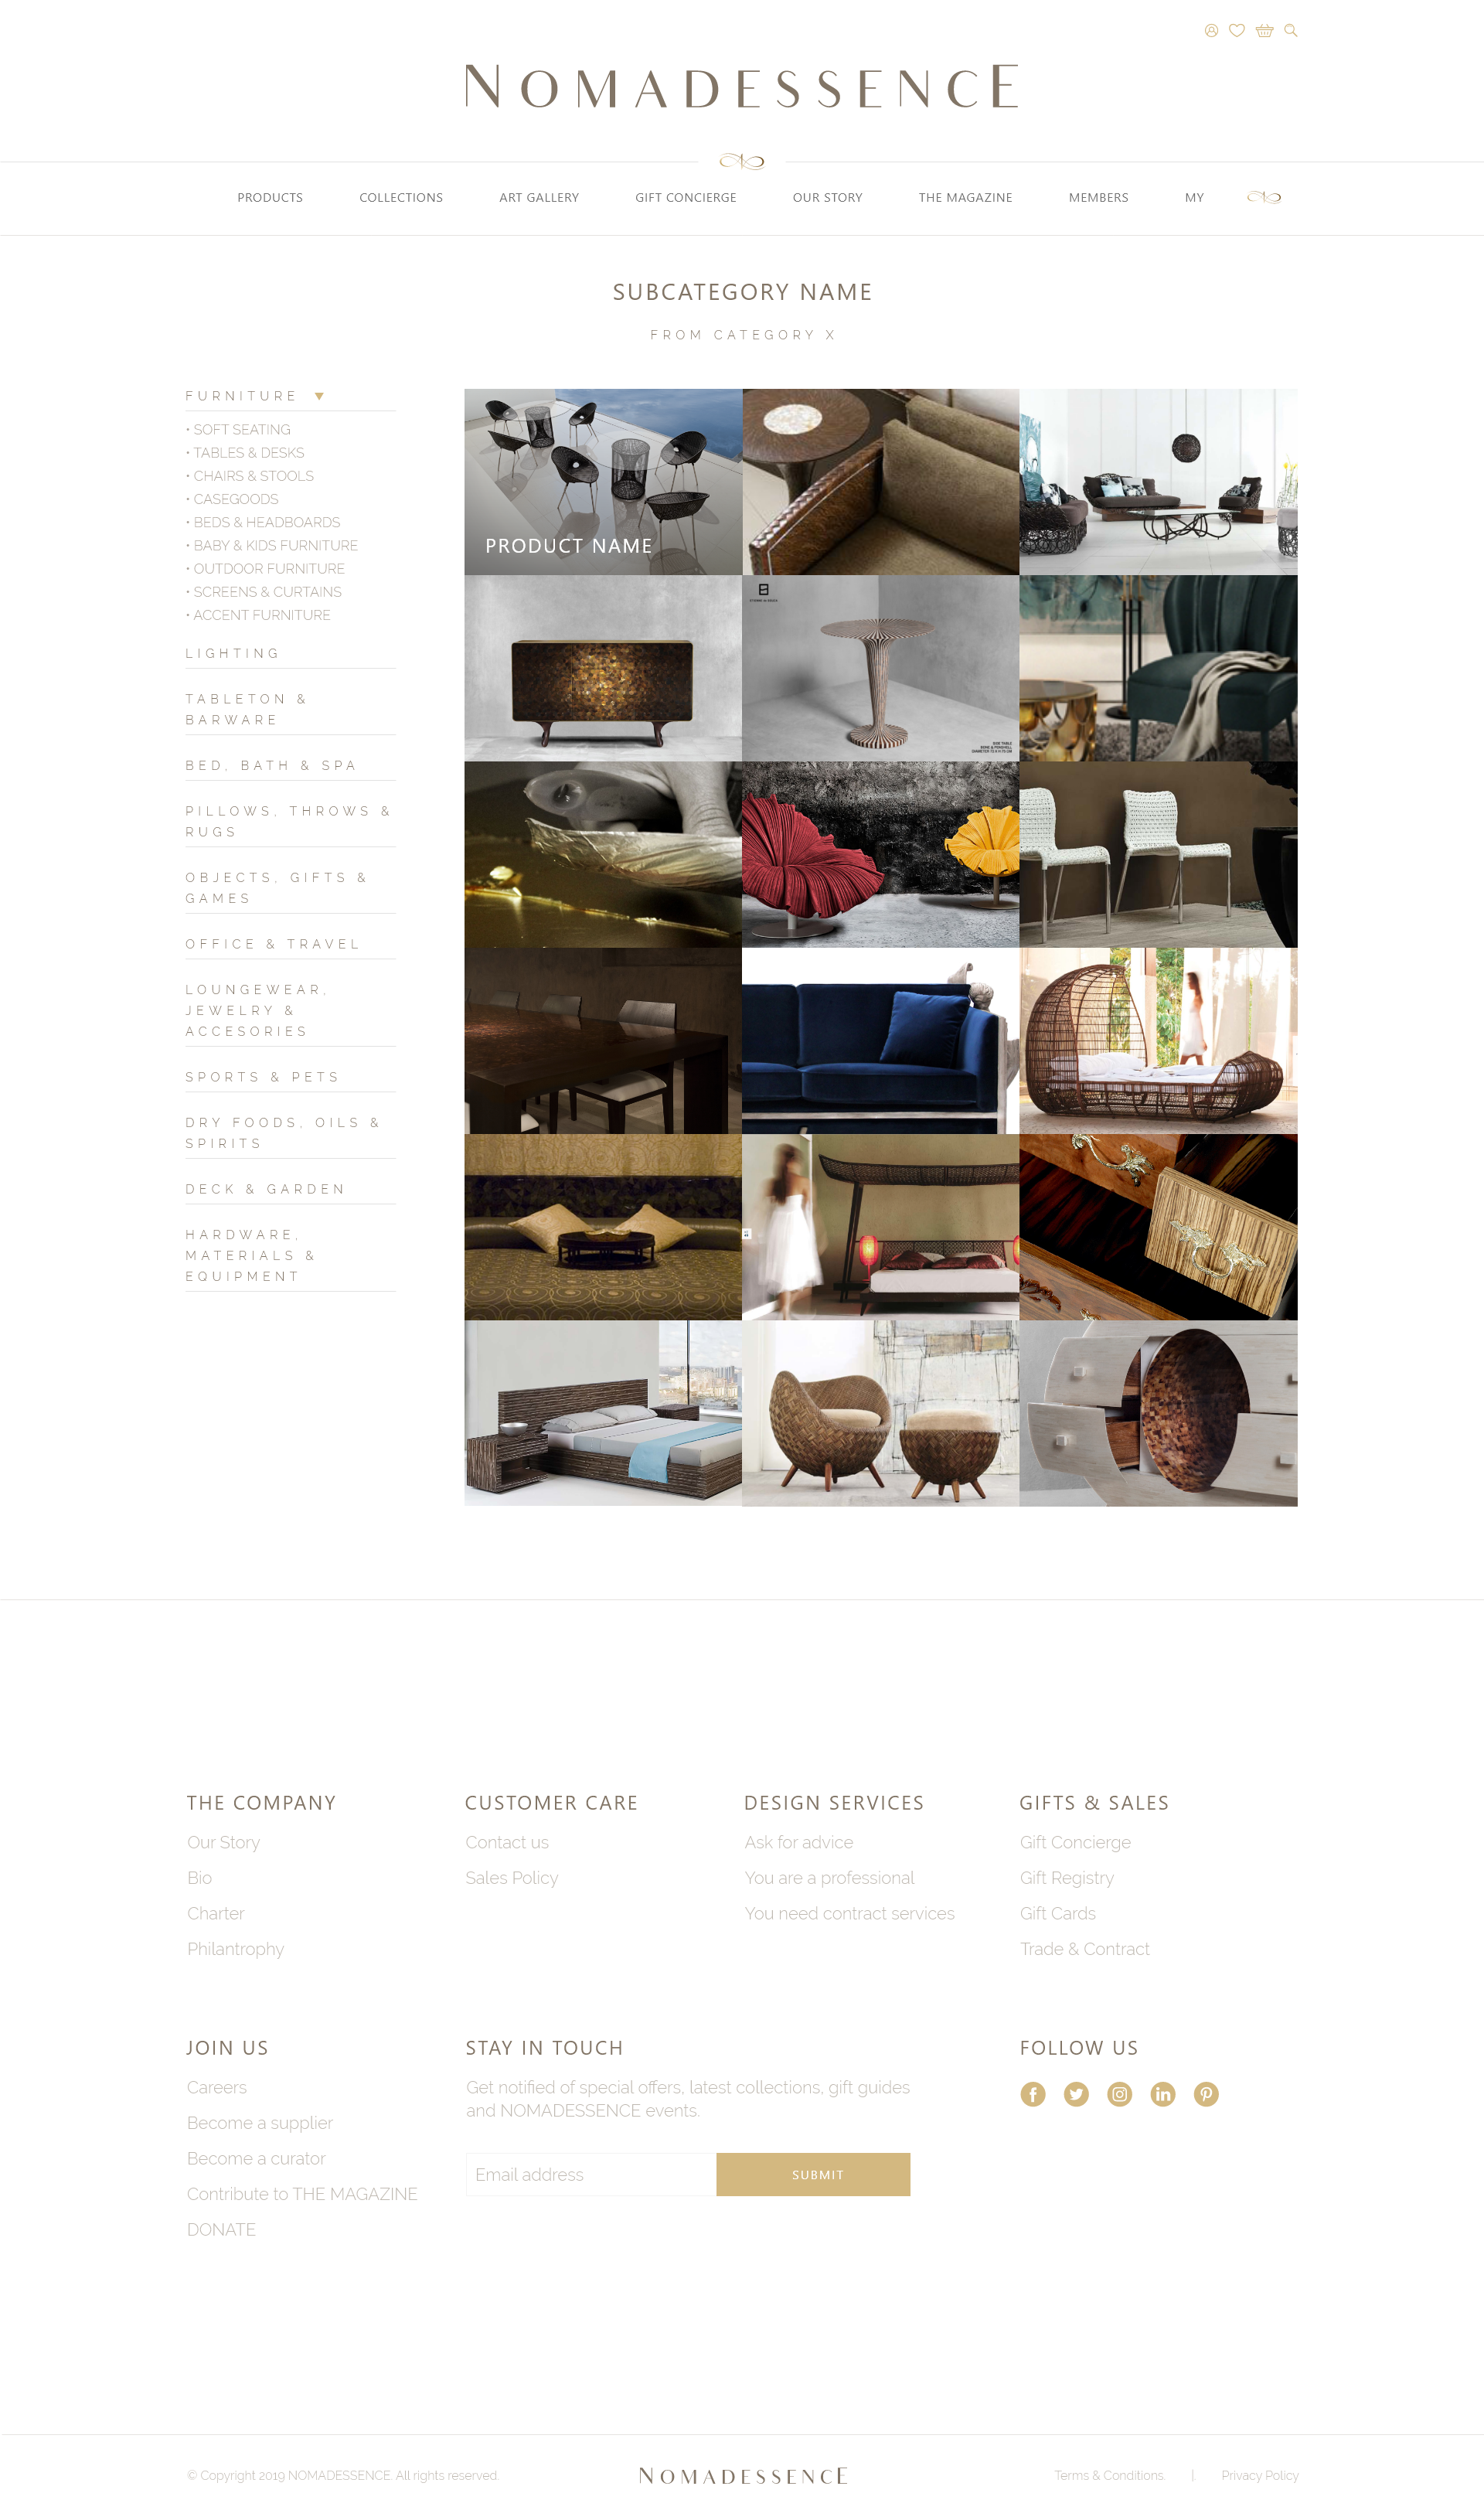 NOMADESSENCE
PRODUCTS COLLECTIONS ART GALLERY GIFT CONCIERGE OUR STORY THE MAGAZINE MEMBERS MY
SUBCATEGORY NAME
FROM CATEGORY X
FURNITURE ▼
• SOFT SEATING
• TABLES & DESKS
• CHAIRS & STOOLS
• CASEGOODS
• BEDS & HEADBOARDS
• BABY & KIDS FURNITURE
• OUTDOOR FURNITURE
• SCREENS & CURTAINS
• ACCENT FURNITURE
LIGHTING
TABLETON &
BARWARE
BED, BATH & SPA
PILLOWS, THROWS &
RUGS
OBJECTS, GIFTS &
GAMES
OFFICE & TRAVEL
LOUNGEWEAR,
JEWELRY &
ACCESORIES
SPORTS & PETS
DRY FOODS, OILS &
SPIRITS
DECK & GARDEN
HARDWARE,
MATERIALS &
EQUIPMENT
PRODUCT NAME
THE COMPANY
Our Story
Bio
Charter
Philantrophy
CUSTOMER CARE
Contact us
Sales Policy
DESIGN SERVICES
Ask for advice
You are a professional
You need contract services
GIFTS & SALES
Gift Concierge
Gift Registry
Gift Cards
Trade & Contract
JOIN US
Careers
Become a supplier
Become a curator
Contribute to THE MAGAZINE
DONATE
STAY IN TOUCH
Get notified of special offers, latest collections, gift guides
and NOMADESSENCE events.
Email address SUBMIT
FOLLOW US
© Copyright 2019 NOMADESSENCE. All rights reserved. NOMADESSENCE Terms & Conditions. | Privacy Policy